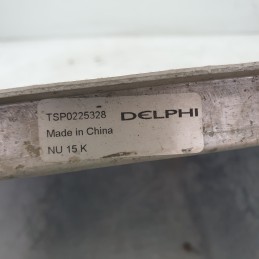 TSP0225328 DELPHI
Made in China
NU 15 K